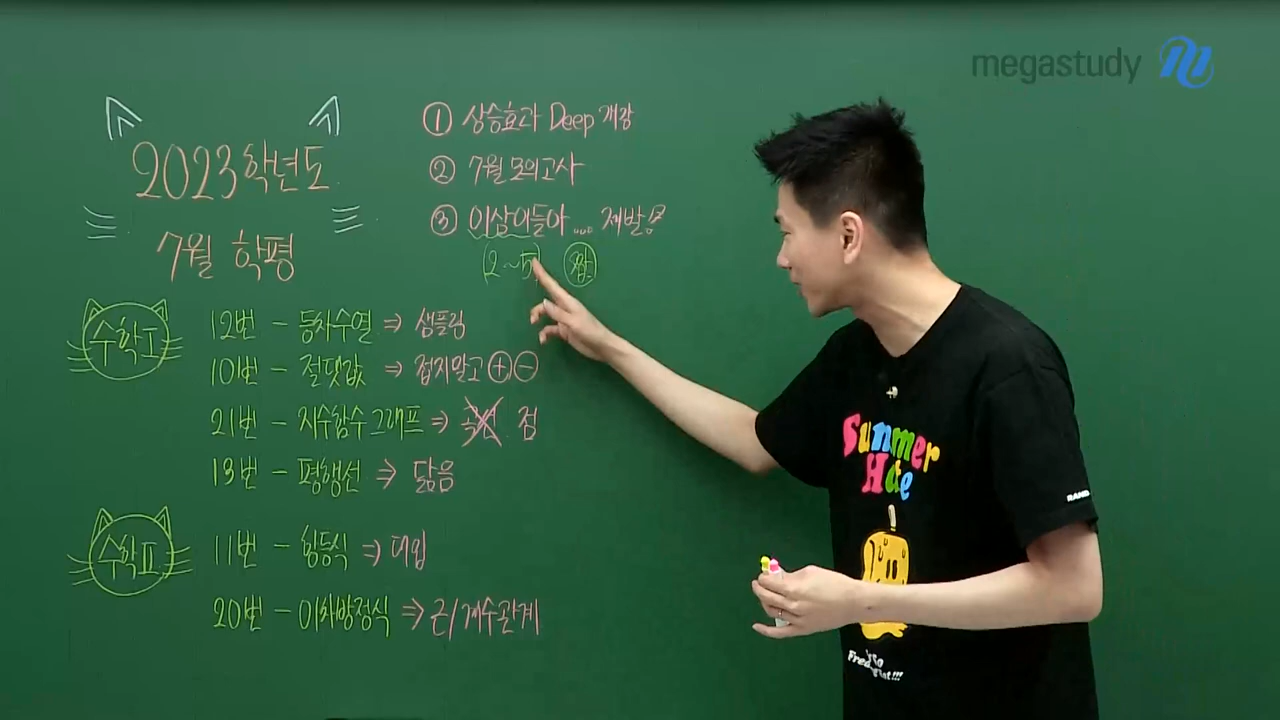 megastudy
2023학년도
7월 학평
① 상승효과 Deep 개강
② 7월 모의고사
③ 이삼이들아 ... 제발
(2~5)
수학I
12번 - 등차수열 ⇒ 샘플링
10번 - 절댓값 ⇒ 접지말고 ⊕⊖
21번 - 지수함수 그래프 ⇒ 점
13번 - 평행선 ⇒ 닮음
수학II
11번 - 항등식 ⇒ 대입
20번 - 이차방정식 ⇒ 근/계수관계
Summer
Hate
RAND